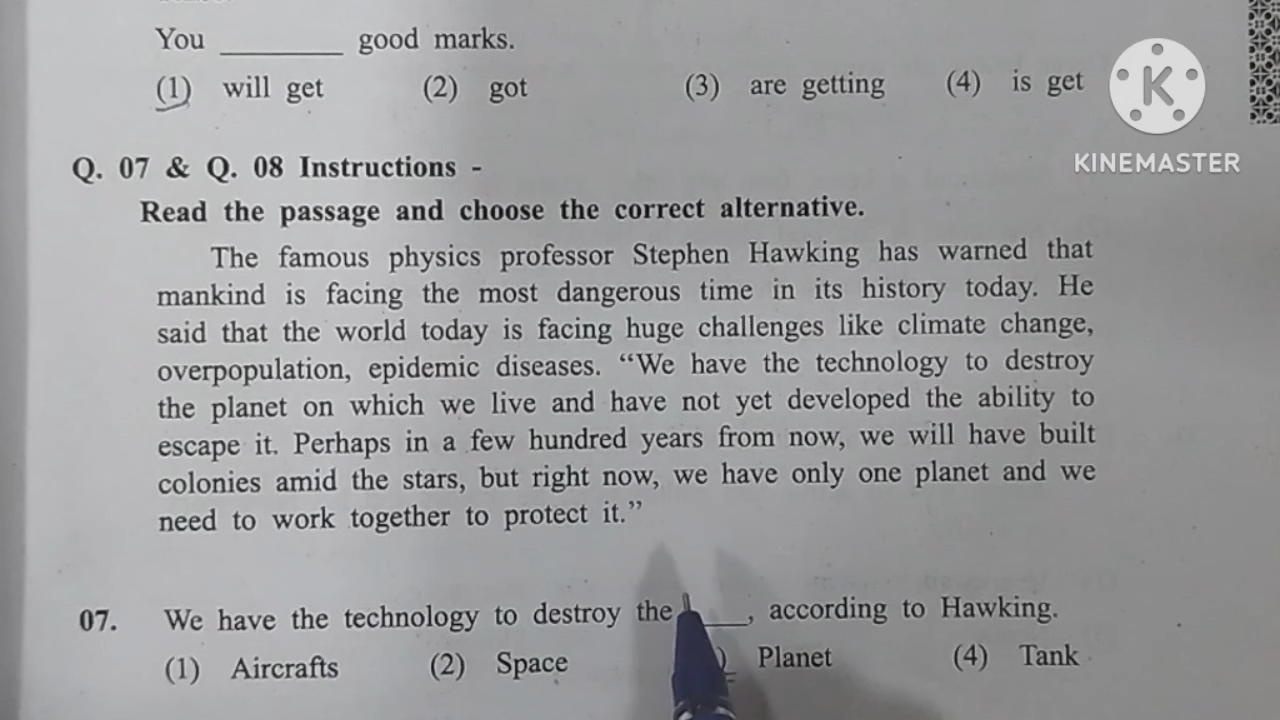 You ________ good marks.
(1) will get (2) got (3) are getting (4) is get
K
KINEMASTER
Q. 07 & Q. 08 Instructions -
Read the passage and choose the correct alternative.
The famous physics professor Stephen Hawking has warned that
mankind is facing the most dangerous time in its history today. He
said that the world today is facing huge challenges like climate change,
overpopulation, epidemic diseases. “We have the technology to destroy
the planet on which we live and have not yet developed the ability to
escape it. Perhaps in a few hundred years from now, we will have built
colonies amid the stars, but right now, we have only one planet and we
need to work together to protect it.”
07. We have the technology to destroy the ____, according to Hawking.
(1) Aircrafts (2) Space ) Planet (4) Tank